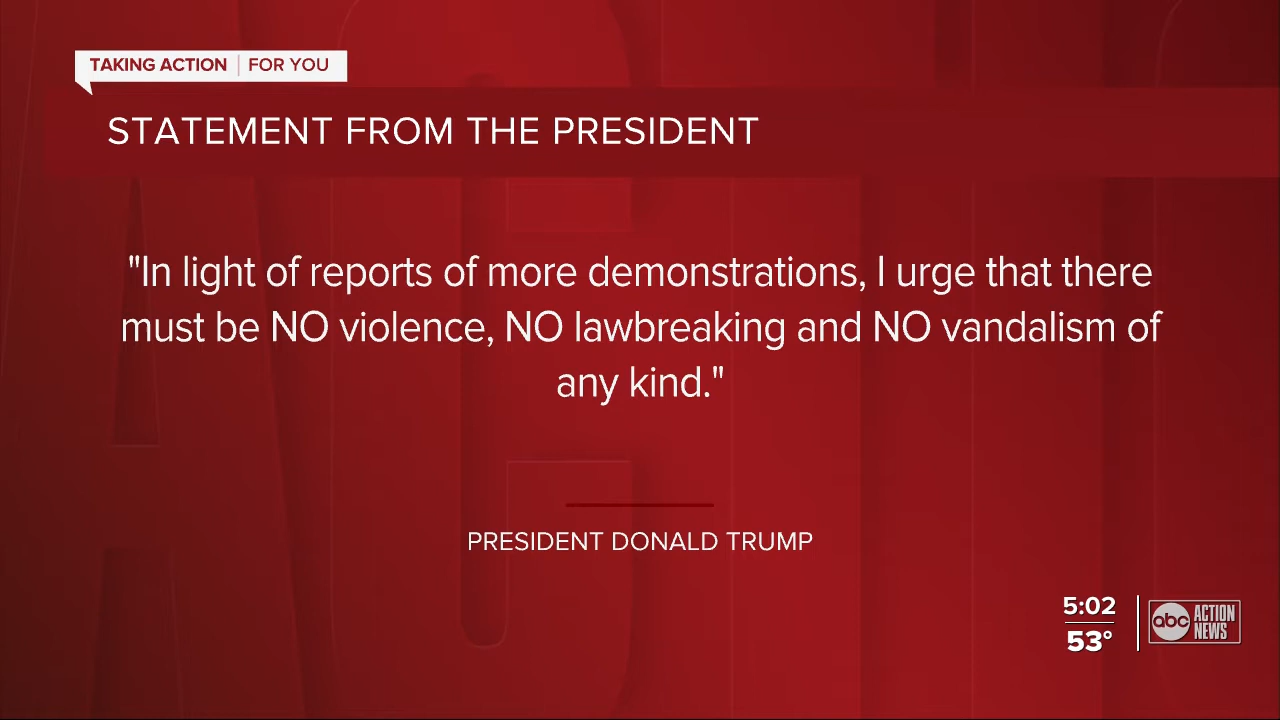 TAKING ACTION | FOR YOU
STATEMENT FROM THE PRESIDENT
"In light of reports of more demonstrations, I urge that there
must be NO violence, NO lawbreaking and NO vandalism of
any kind."
PRESIDENT DONALD TRUMP
5:02
53°
abc ACTION
NEWS